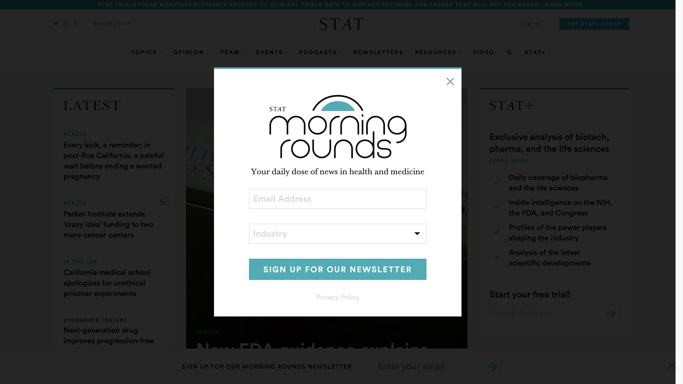 STAT TRIALS PULSE MONITORS DISPARATE SOURCES OF CLINICAL TRIALS DATA TO SURFACE PATTERNS AND TRENDS THAT WILL GET YOU AHEAD. LEARN MORE.
COMMUNITY
STAT
LOG IN
TRY STAT+ TODAY
TOPICS
OPINION
TEAM
EVENTS
PODCASTS
NEWSLETTERS
RESOURCES
VIDEO
STAT+
LATEST
HEALTH
Every kick, a reminder: in
post-Roe California, a painful
wait before ending a wanted
pregnancy
HEALTH
Parker Institute extends
'crazy idea' funding to two
more cancer centers
IN THE LAB
California medical school
apologizes for unethical
prisoner experiments
SPONSORED INSIGHT
Next-generation drug
improves progression-free
STAT
morning
rounds
Your daily dose of news in health and medicine
Email Address
Industry
SIGN UP FOR OUR NEWSLETTER
Privacy Policy
HEALTH
New FDA guidance explains
STAT+
Exclusive analysis of biotech,
pharma, and the life sciences
LEARN MORE
Daily coverage of biopharma
and the life sciences
Inside intelligence on the NIH,
the FDA, and Congress
Profiles of the power players
shaping the industry
Analysis of the latest
scientific developments
Start your free trial!
SIGN UP FOR OUR MORNING ROUNDS NEWSLETTER
Enter your email